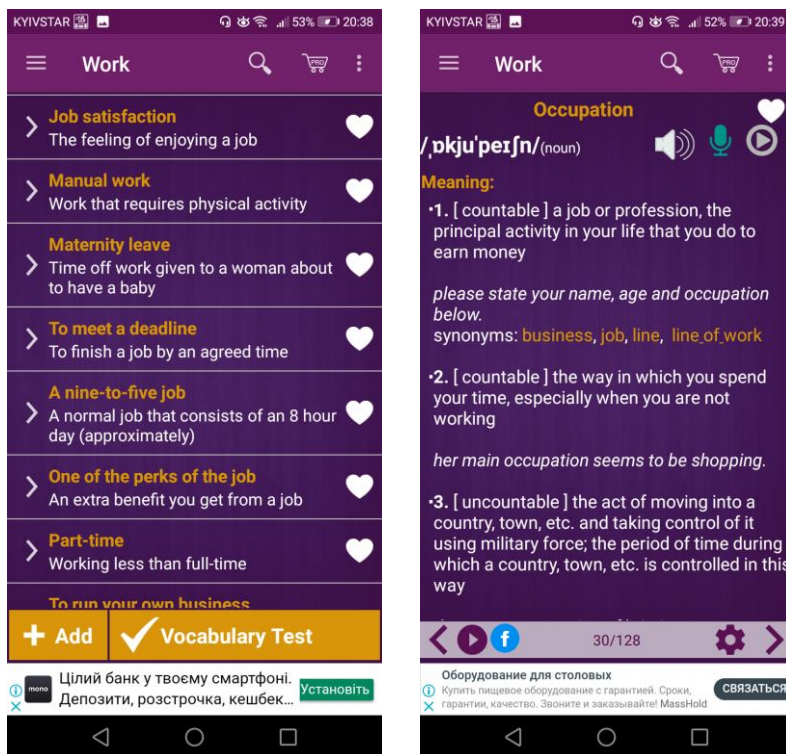 KYIVSTAR 53% 20:38
Work PRO
Job satisfaction
The feeling of enjoying a job
Manual work
Work that requires physical activity
Maternity leave
Time off work given to a woman about
to have a baby
To meet a deadline
To finish a job by an agreed time
A nine-to-five job
A normal job that consists of an 8 hour
day (approximately)
One of the perks of the job
An extra benefit you get from a job
Part-time
Working less than full-time
To run your own business
+ Add Vocabulary Test
mono
Цілий банк у твоєму смартфоні.
Депозити, розстрочка, кешбек...
Установіть
KYIVSTAR 52% 20:39
Work PRO
Occupation
/ˌɒkjuˈpeɪʃn/(noun)
Meaning:
•1. [ countable ] a job or profession, the
principal activity in your life that you do to
earn money
please state your name, age and occupation
below.
synonyms: business, job, line, line_of_work
•2. [ countable ] the way in which you spend
your time, especially when you are not
working
her main occupation seems to be shopping.
•3. [ uncountable ] the act of moving into a
country, town, etc. and taking control of it
using military force; the period of time during
which a country, town, etc. is controlled in this
way
f 30/128
Оборудование для столовых
Купить пищевое оборудование с гарантией. Сроки,
гарантии, качество. Звоните и заказывайте! MassHold
СВЯЗАТЬСЯ